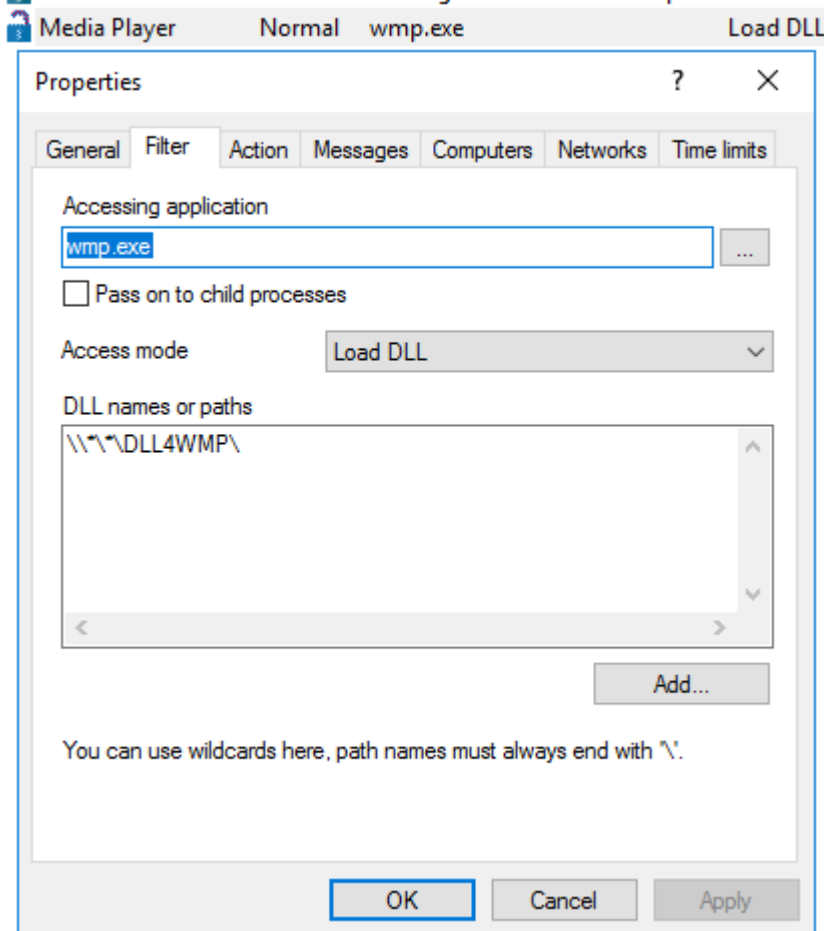 Media Player Normal wmp.exe Load DLL
Properties ? ×
General Filter Action Messages Computers Networks Time limits
Accessing application
wmp.exe ...
Pass on to child processes
Access mode Load DLL
DLL names or paths
\\*\*\DLL4WMP\
Add...
You can use wildcards here, path names must always end with '\'.
OK Cancel Apply